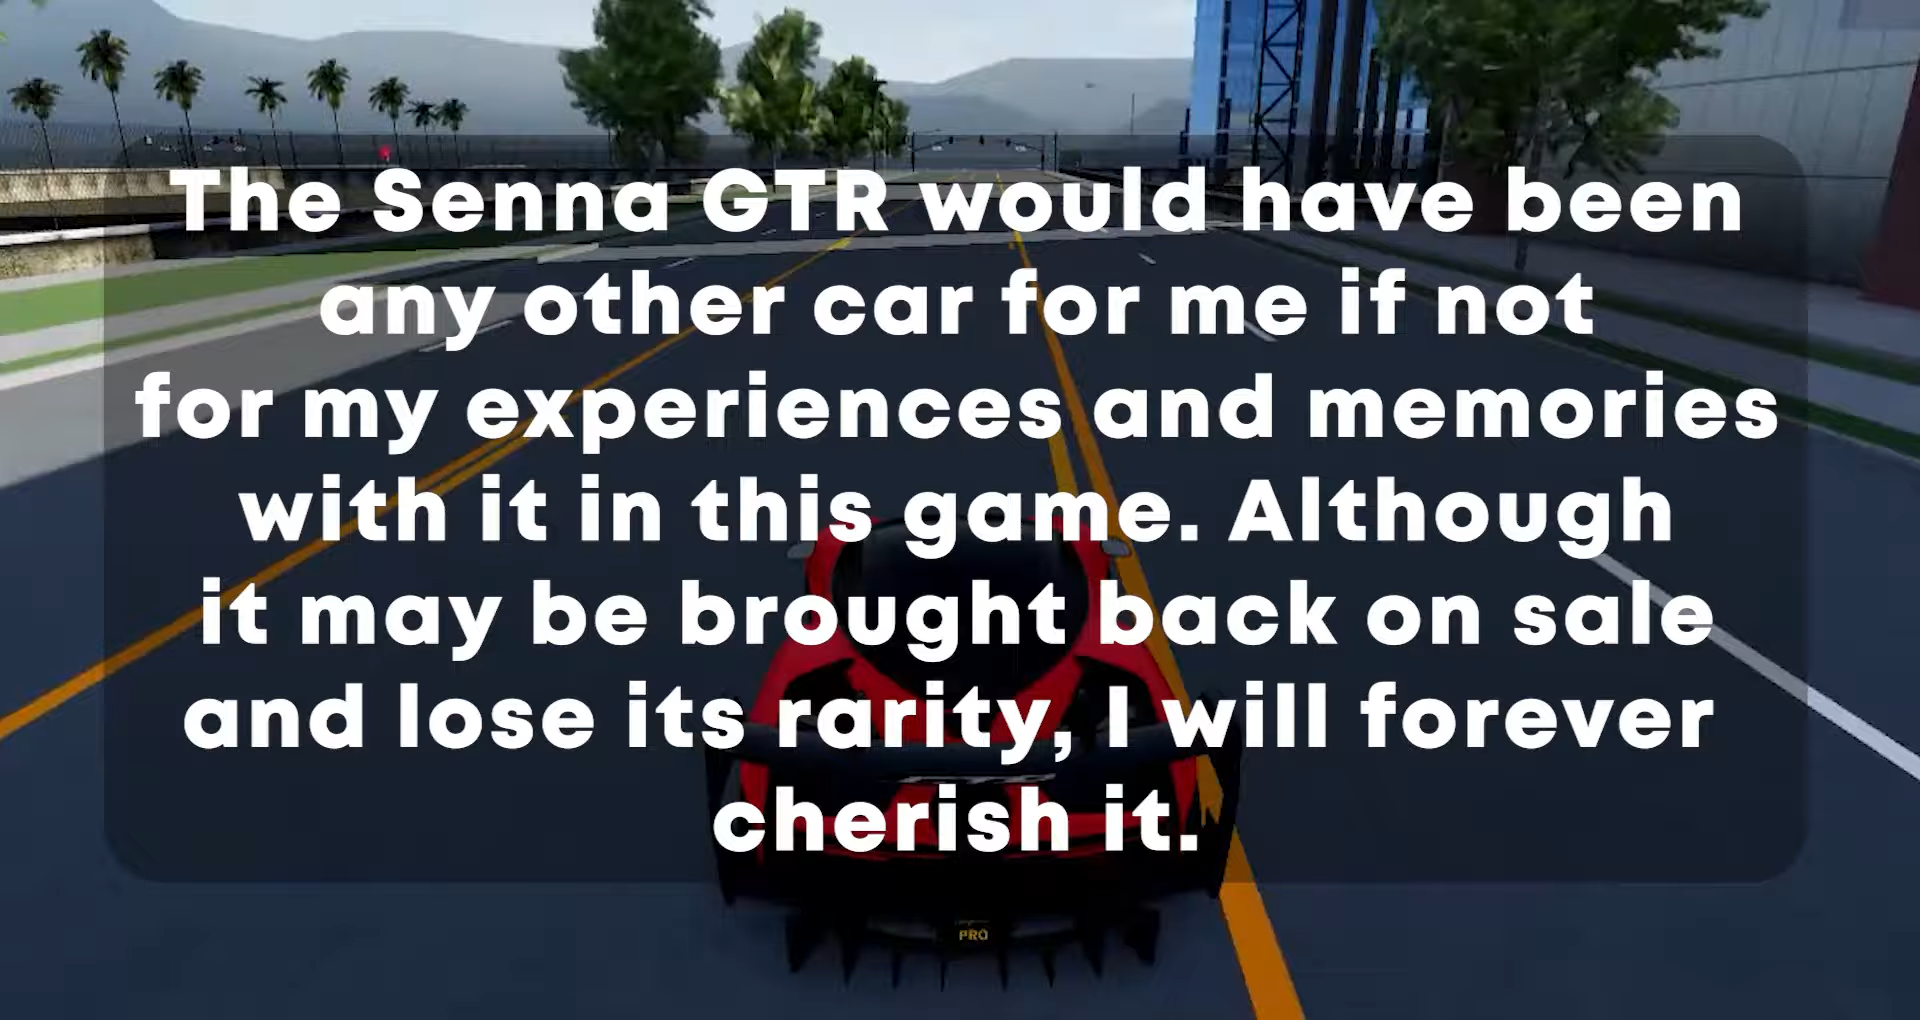 The Senna GTR would have been
any other car for me if not
for my experiences and memories
with it in this game. Although
it may be brought back on sale
and lose its rarity, I will forever
cherish it.
PRO